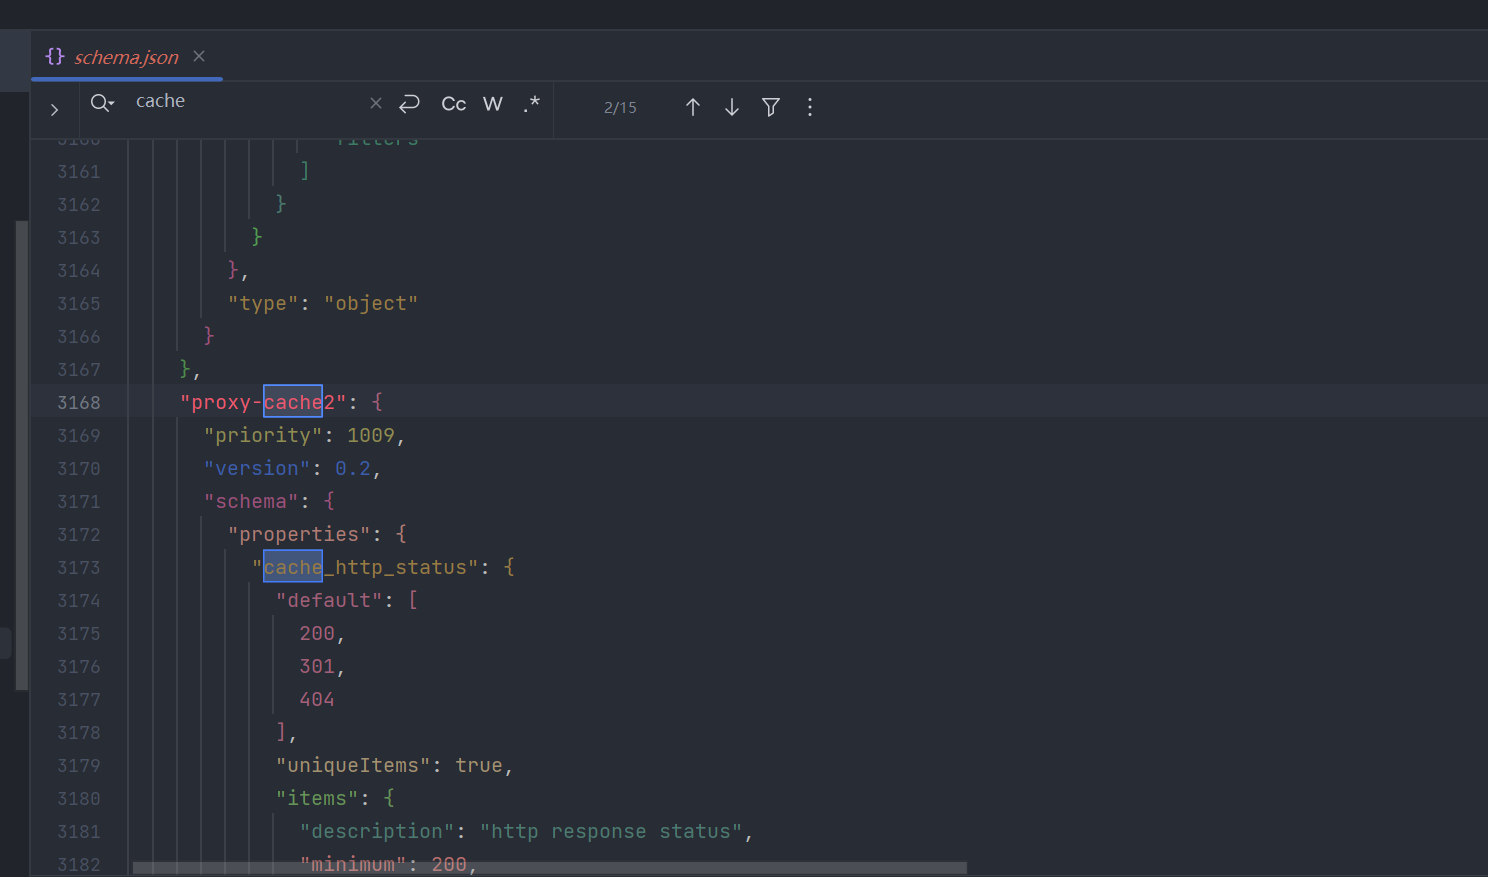 {} schema.json ×
cache × Cc W .* 2/15
3161 ]
3162 }
3163 }
3164 },
3165 "type": "object"
3166 }
3167 },
3168 "proxy-cache2": {
3169 "priority": 1009,
3170 "version": 0.2,
3171 "schema": {
3172 "properties": {
3173 "cache_http_status": {
3174 "default": [
3175 200,
3176 301,
3177 404
3178 ],
3179 "uniqueItems": true,
3180 "items": {
3181 "description": "http response status",
3182 "minimum": 200,